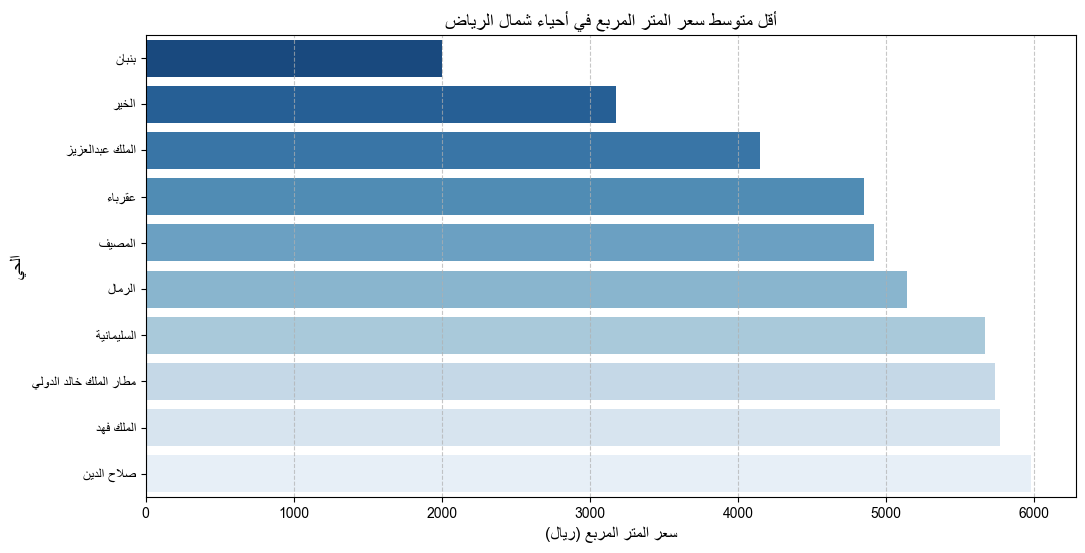 أقل متوسط سعر المتر المربع في أحياء شمال الرياض
بنبان
الخير
الملك عبدالعزيز
عقرباء
المصيف
الرمال
السليمانية
مطار الملك خالد الدولي
الملك فهد
صلاح الدين
الحي
0 1000 2000 3000 4000 5000 6000
سعر المتر المربع (ريال)